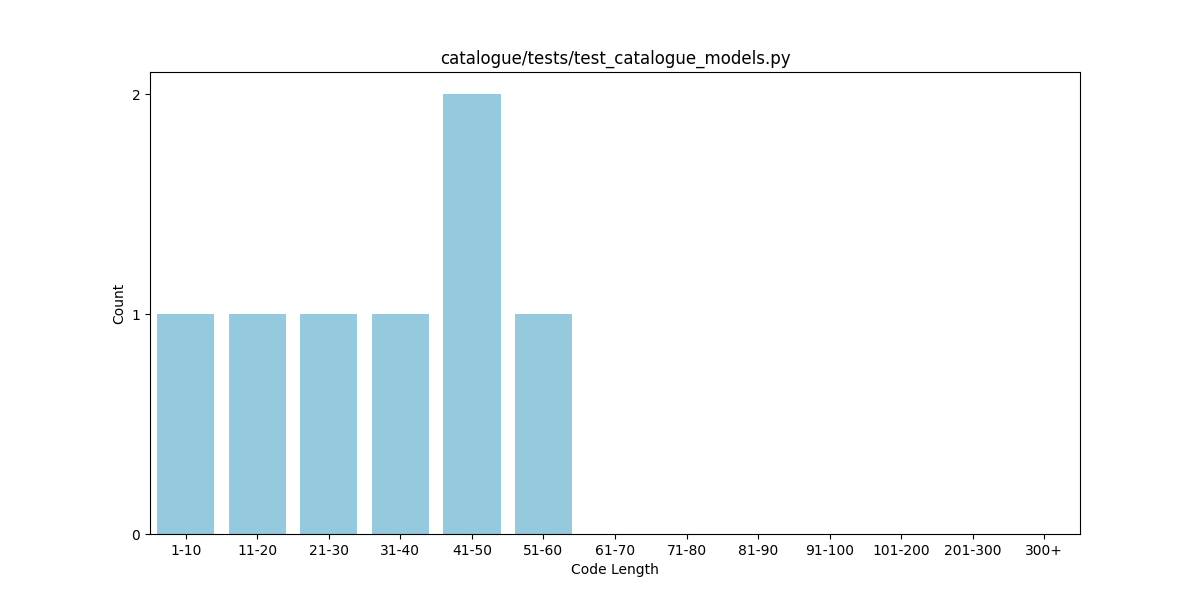 catalogue/tests/test_catalogue_models.py
2
1
0
Count
1-10 11-20 21-30 31-40 41-50 51-60 61-70 71-80 81-90 91-100 101-200 201-300 300+
Code Length